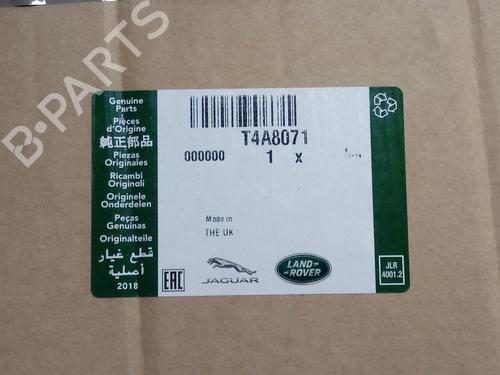 B-PARTS
Genuine
Parts
Pièces
d'Origine
純正部品
Piezas
Originales
Ricambi
Originali
Originele
Onderdelen
Peças
Genuínas
Originalteile
قطع غيار
أصلية
2018
T4A8071
000000 1 x
Made in
THE UK
EAC
JAGUAR
LAND-
-ROVER
JLR
4001.2